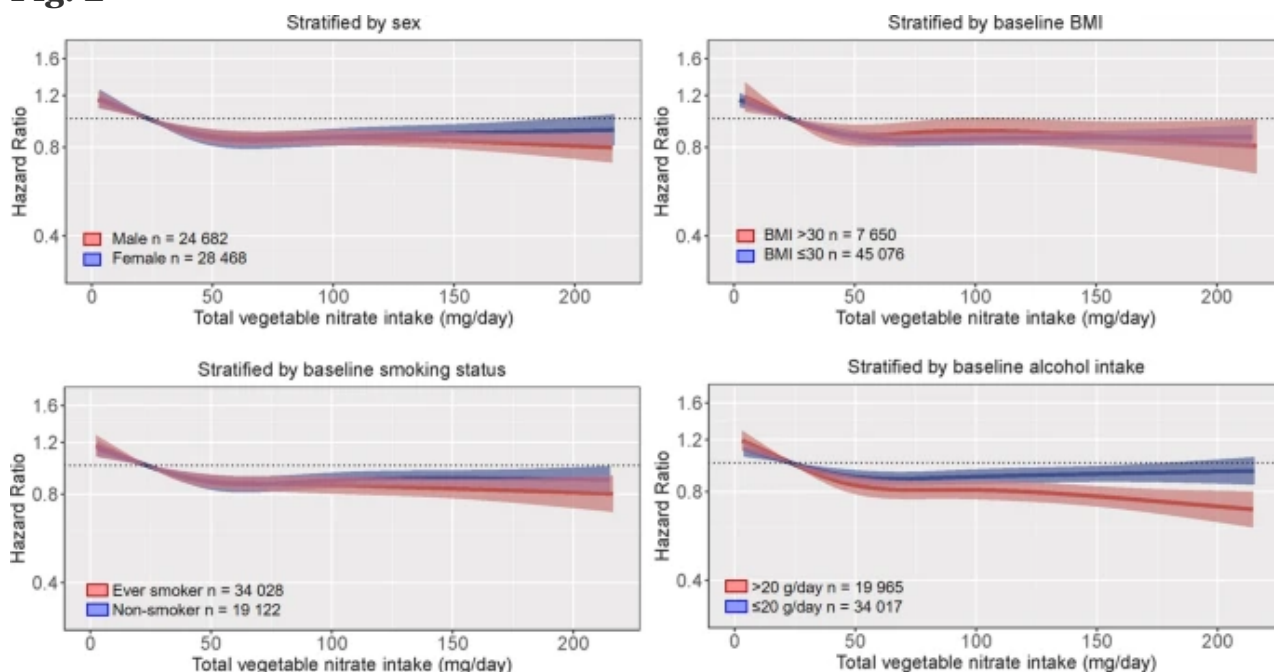 Stratified by sex
Hazard Ratio
1.6
1.2
0.8
0.4
Male n = 24 682
Female n = 28 468
0 50 100 150 200
Total vegetable nitrate intake (mg/day)
Stratified by baseline BMI
Hazard Ratio
1.6
1.2
0.8
0.4
BMI >30 n = 7 650
BMI ≤30 n = 45 076
0 50 100 150 200
Total vegetable nitrate intake (mg/day)
Stratified by baseline smoking status
Hazard Ratio
1.6
1.2
0.8
0.4
Ever smoker n = 34 028
Non-smoker n = 19 122
0 50 100 150 200
Total vegetable nitrate intake (mg/day)
Stratified by baseline alcohol intake
Hazard Ratio
1.6
1.2
0.8
0.4
>20 g/day n = 19 965
≤20 g/day n = 34 017
0 50 100 150 200
Total vegetable nitrate intake (mg/day)